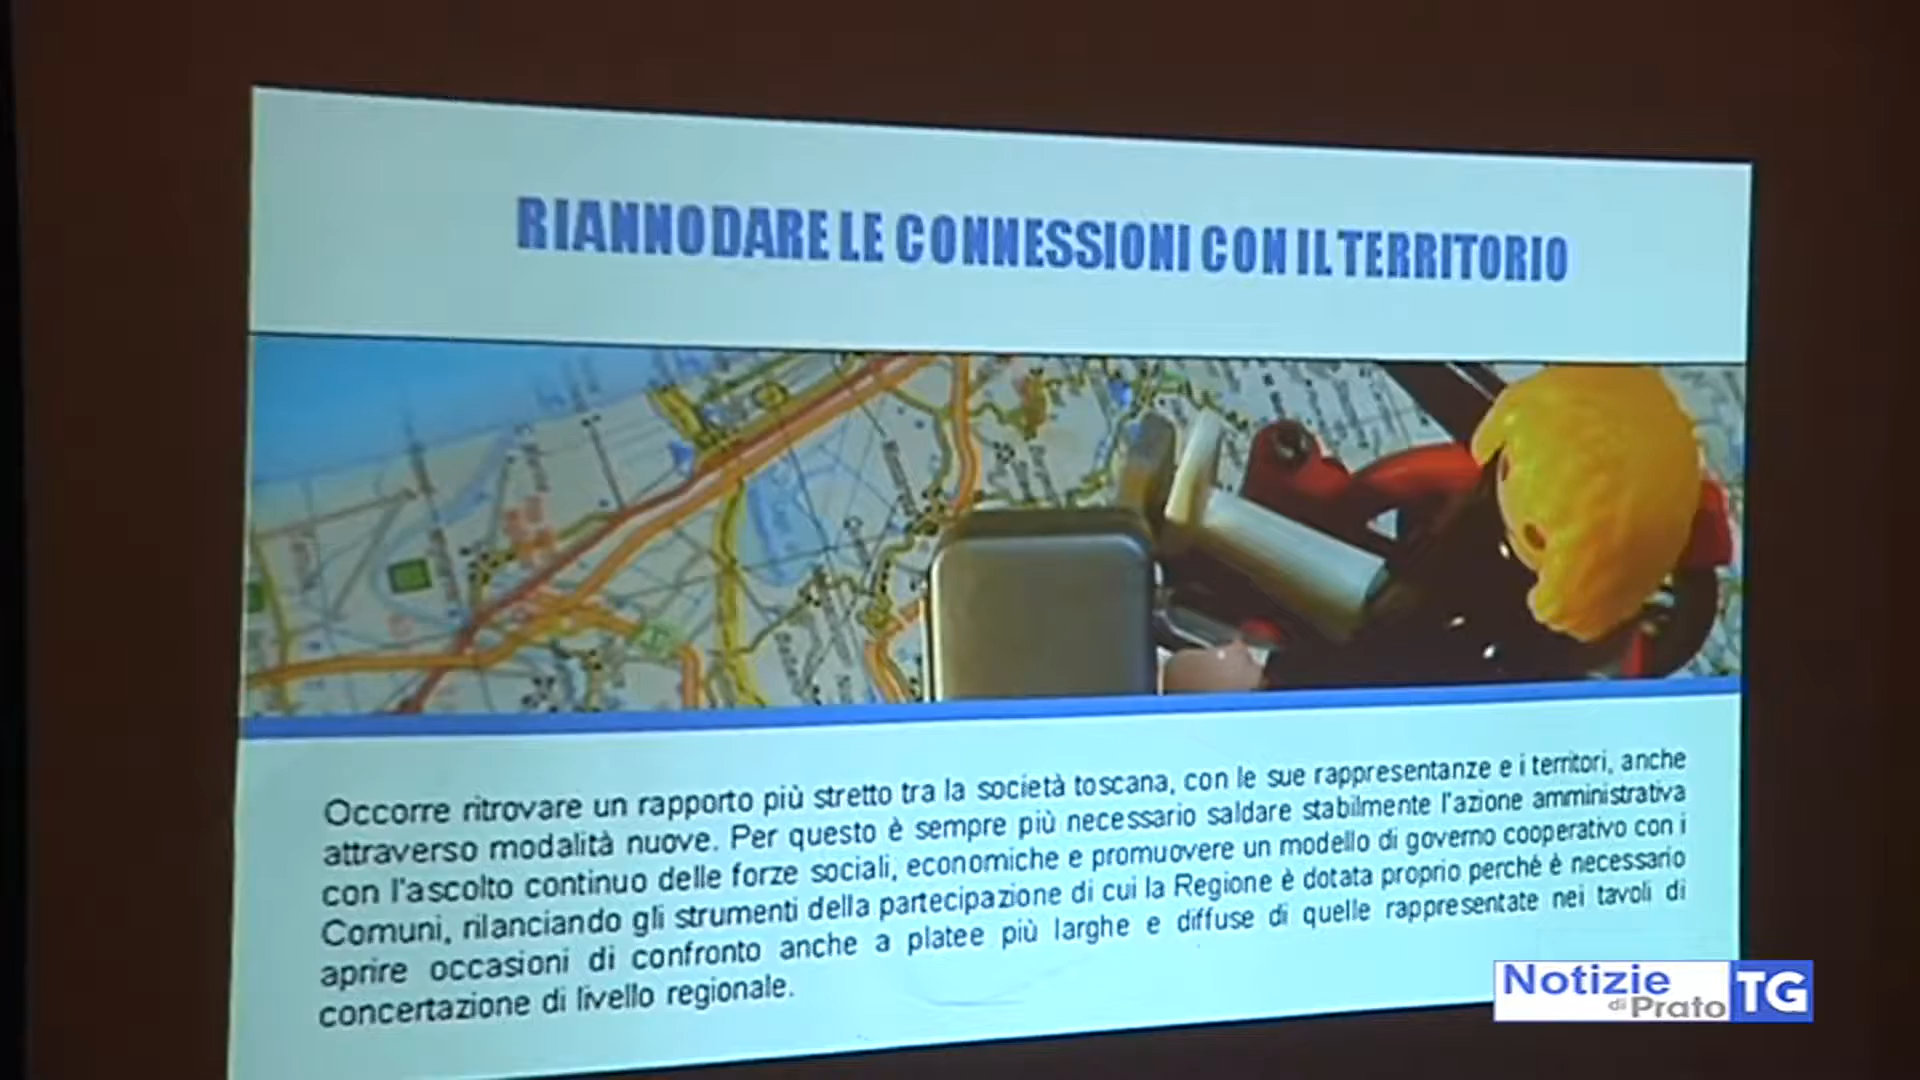 RIANNODARE LE CONNESSIONI CON IL TERRITORIO
Occorre ritrovare un rapporto più stretto tra la società toscana, con le sue rappresentanze e i territori, anche
attraverso modalità nuove. Per questo è sempre più necessario saldare stabilmente l'azione amministrativa
con l'ascolto continuo delle forze sociali, economiche e promuovere un modello di governo cooperativo con i
Comuni, rilanciando gli strumenti della partecipazione di cui la Regione è dotata proprio perché è necessario
aprire occasioni di confronto anche a platee più larghe e diffuse di quelle rappresentate nei tavoli di
concertazione di livello regionale.
Notizie
di Prato
TG